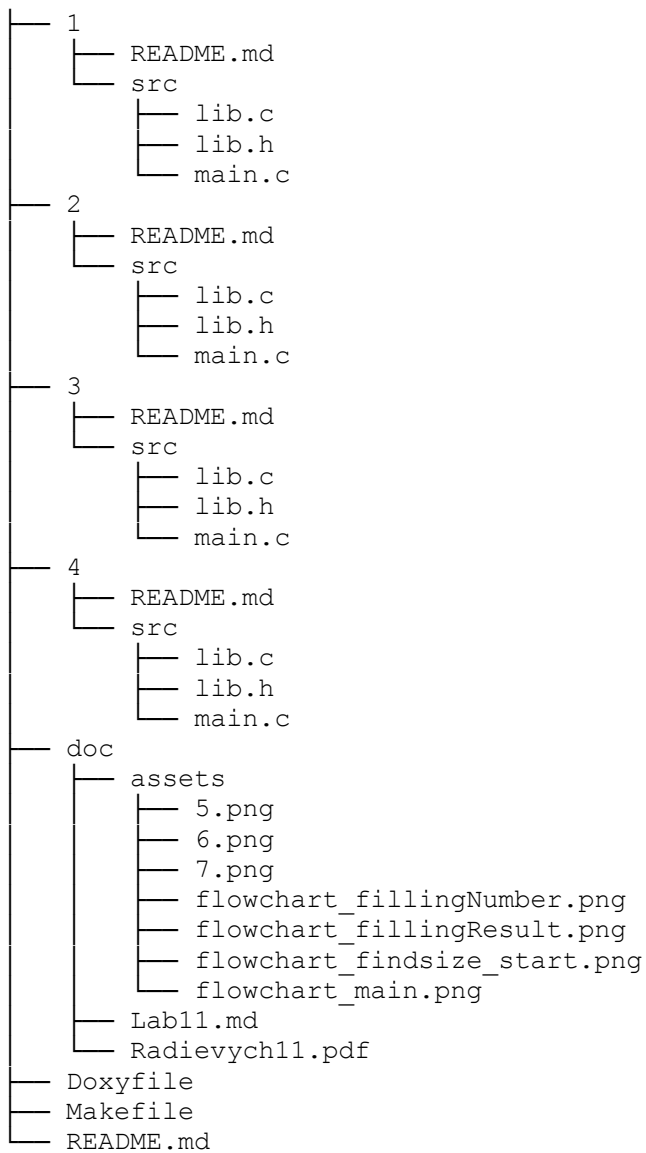 ├── 1
│   ├── README.md
│   └── src
│       ├── lib.c
│       ├── lib.h
│       └── main.c
├── 2
│   ├── README.md
│   └── src
│       ├── lib.c
│       ├── lib.h
│       └── main.c
├── 3
│   ├── README.md
│   └── src
│       ├── lib.c
│       ├── lib.h
│       └── main.c
├── 4
│   ├── README.md
│   └── src
│       ├── lib.c
│       ├── lib.h
│       └── main.c
├── doc
│   ├── assets
│   │   ├── 5.png
│   │   ├── 6.png
│   │   ├── 7.png
│   │   ├── flowchart_fillingNumber.png
│   │   ├── flowchart_fillingResult.png
│   │   ├── flowchart_findsize_start.png
│   │   └── flowchart_main.png
│   ├── Lab11.md
│   └── Radievych11.pdf
├── Doxyfile
├── Makefile
└── README.md